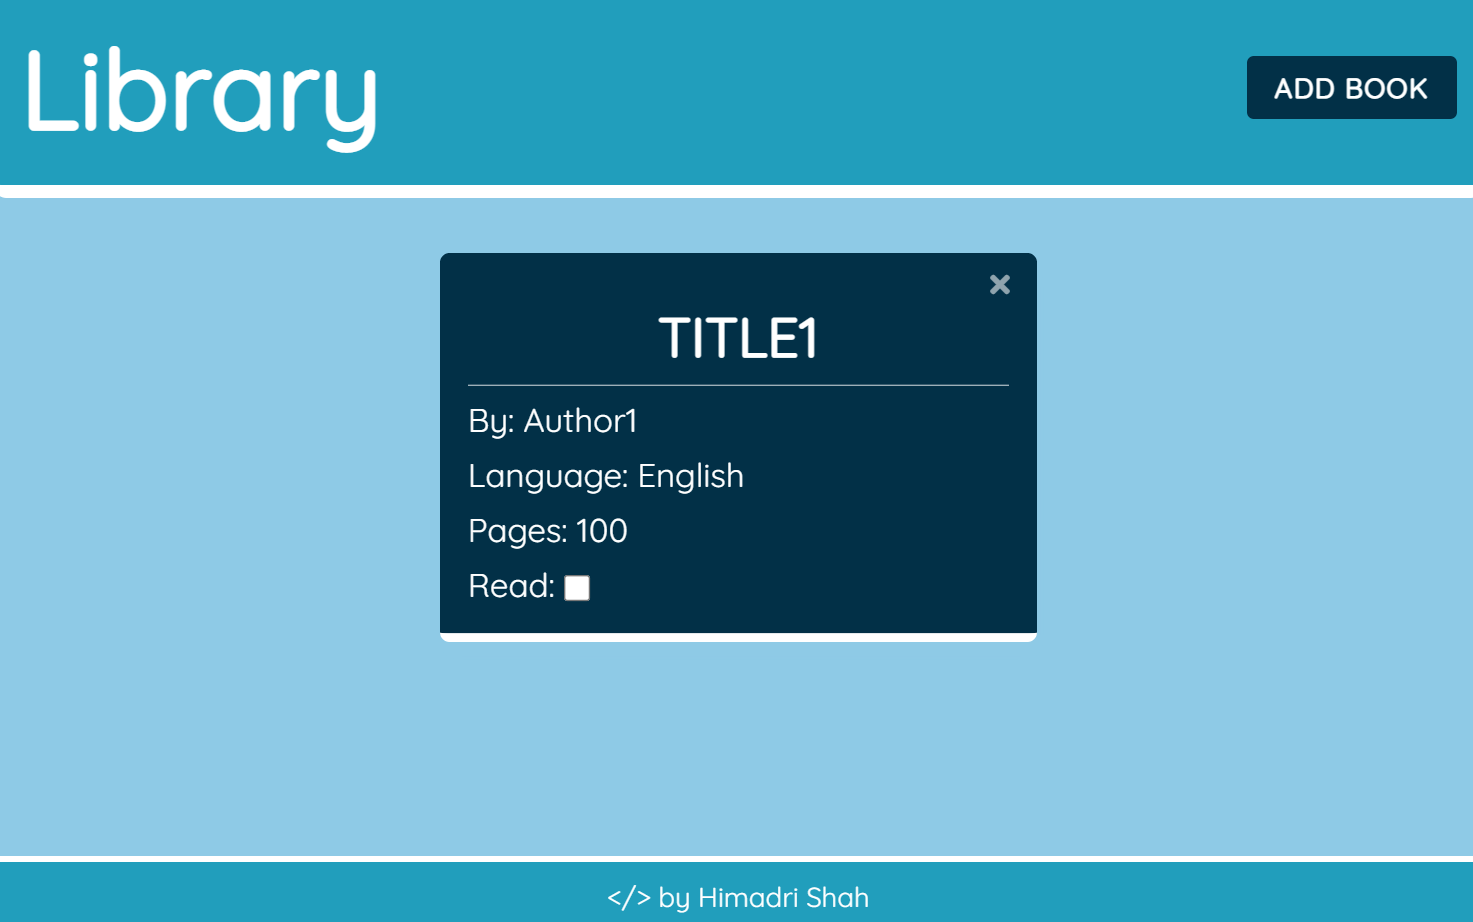 Library
ADD BOOK
TITLE1
By: Author1
Language: English
Pages: 100
Read:
</> by Himadri Shah